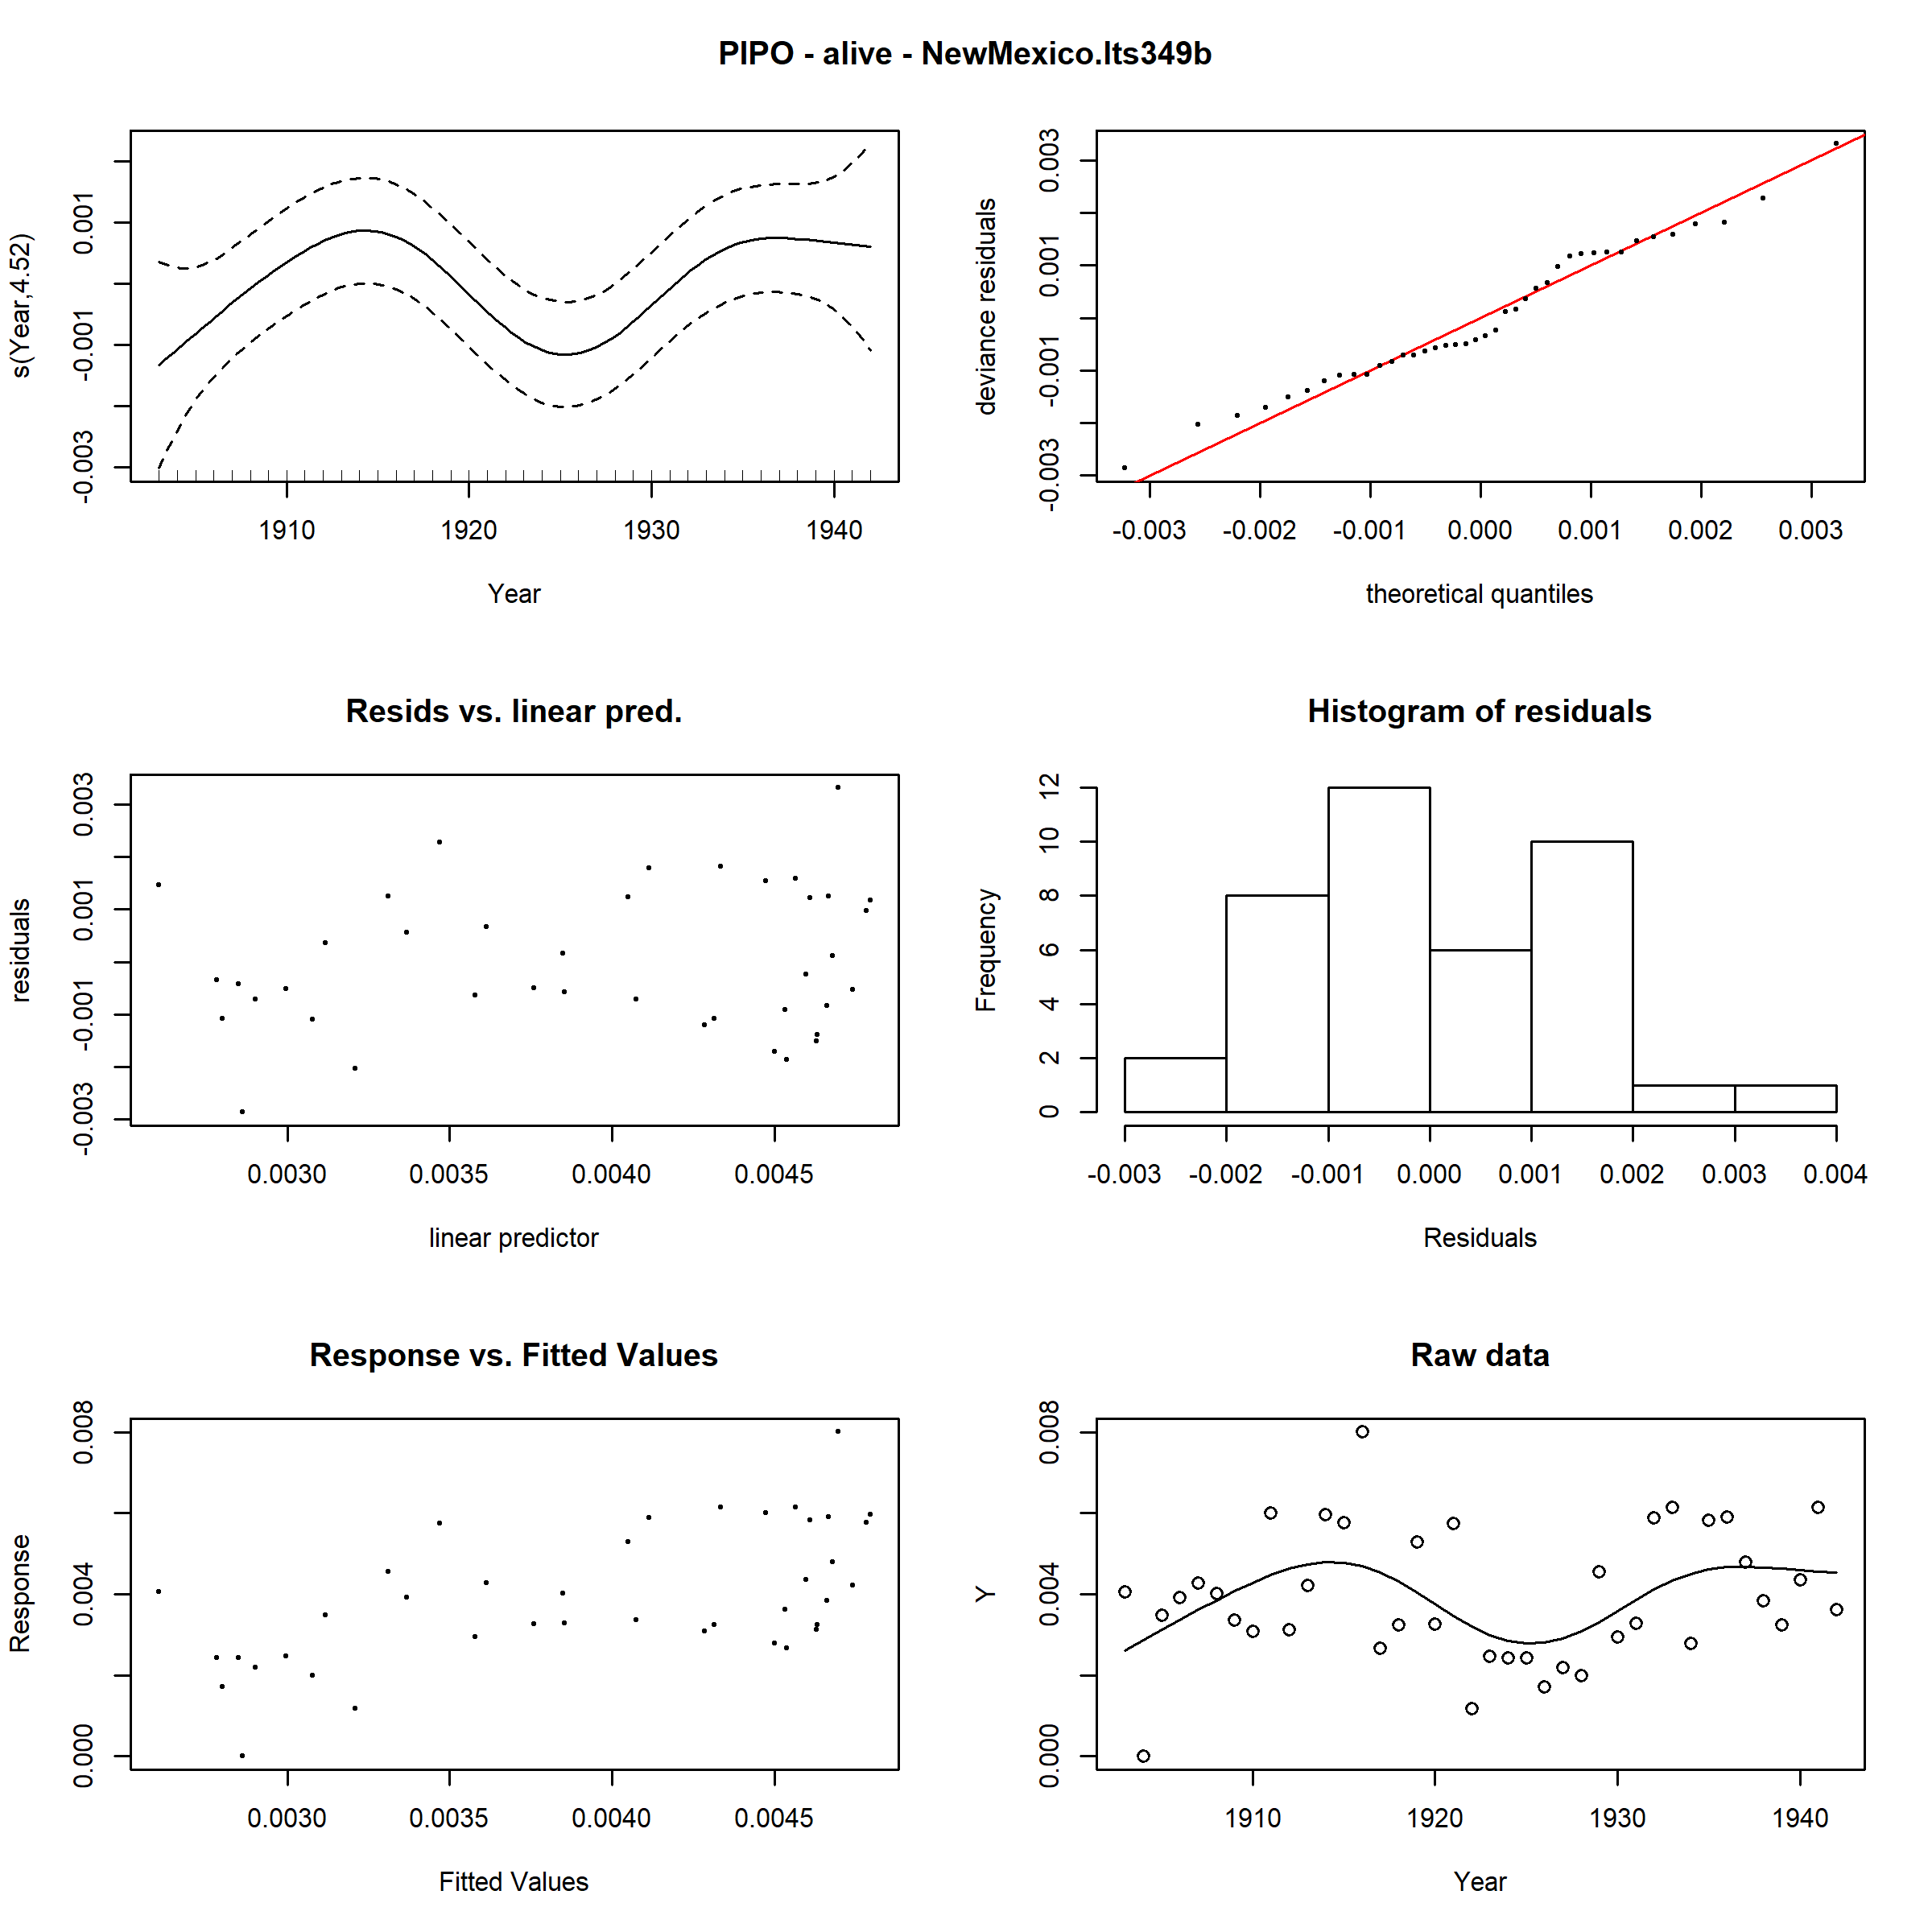 PIPO - alive - NewMexico.lts349b
s(Year,4.52)
0.001
-0.001
-0.003
1910 1920 1930 1940
Year
deviance residuals
0.003
0.001
-0.001
-0.003
-0.003 -0.002 -0.001 0.000 0.001 0.002 0.003
theoretical quantiles
Resids vs. linear pred.
residuals
0.003
0.001
-0.001
-0.003
0.0030 0.0035 0.0040 0.0045
linear predictor
Histogram of residuals
Frequency
12
10
8
6
4
2
0
-0.003 -0.002 -0.001 0.000 0.001 0.002 0.003 0.004
Residuals
Response vs. Fitted Values
Response
0.008
0.004
0.000
0.0030 0.0035 0.0040 0.0045
Fitted Values
Raw data
Y
0.008
0.004
0.000
1910 1920 1930 1940
Year